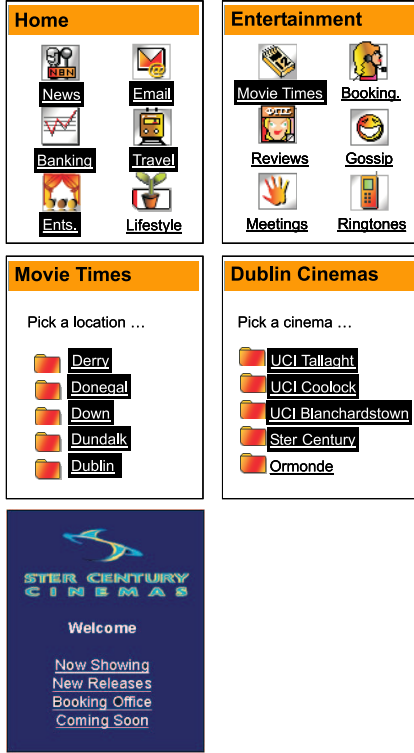 Home
NBN
News Email
Banking Travel
Ents. Lifestyle
Entertainment
Movie Times Booking.
Reviews Gossip
Meetings Ringtones
Movie Times
Pick a location …
Derry
Donegal
Down
Dundalk
Dublin
Dublin Cinemas
Pick a cinema …
UCI Tallaght
UCI Coolock
UCI Blanchardstown
Ster Century
Ormonde
STER CENTURY
CINEMAS
Welcome
Now Showing
New Releases
Booking Office
Coming Soon